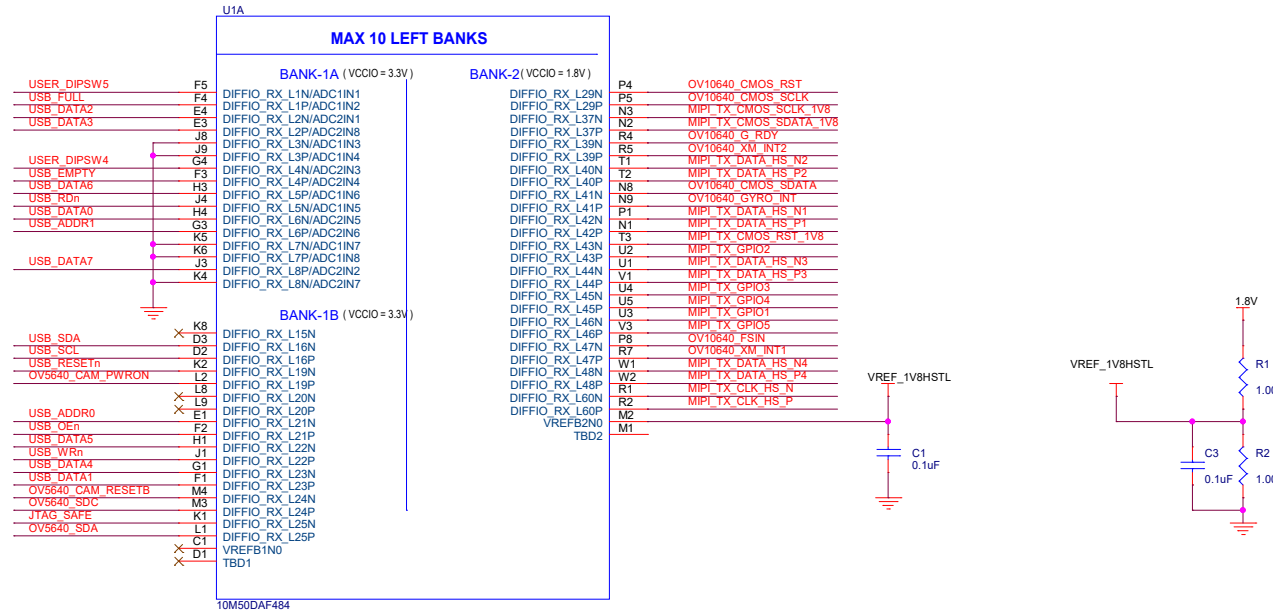 U1A
MAX 10 LEFT BANKS
BANK-1A ( VCCIO = 3.3V )
USER_DIPSW5 F5 DIFFIO_RX_L1N/ADC1IN1
USB_FULL F4 DIFFIO_RX_L1P/ADC2IN1
USB_DATA2 E4 DIFFIO_RX_L2N/ADC2IN1
USB_DATA3 E3 DIFFIO_RX_L2P/ADC2IN8
J8 DIFFIO_RX_L3N/ADC1IN3
J9 DIFFIO_RX_L3P/ADC1IN4
USER_DIPSW4 G4 DIFFIO_RX_L4N/ADC2IN3
USB_EMPTY F3 DIFFIO_RX_L4P/ADC2IN4
USB_DATA6 H3 DIFFIO_RX_L5P/ADC1IN6
USB_RDn J4 DIFFIO_RX_L5N/ADC1IN5
USB_DATA0 H4 DIFFIO_RX_L6N/ADC2IN5
USB_ADDR1 G3 DIFFIO_RX_L6P/ADC2IN6
K5 DIFFIO_RX_L7N/ADC1IN7
K6 DIFFIO_RX_L7P/ADC1IN8
USB_DATA7 J3 DIFFIO_RX_L8P/ADC1IN2
K4 DIFFIO_RX_L8N/ADC2IN7
BANK-1B ( VCCIO = 3.3V )
K8 DIFFIO_RX_L15N
USB_SDA D3 DIFFIO_RX_L16N
USB_SCL D2 DIFFIO_RX_L16P
USB_RESETn K2 DIFFIO_RX_L19N
OV5640_CAM_PWRON L2 DIFFIO_RX_L19P
L8 DIFFIO_RX_L20N
L9 DIFFIO_RX_L20P
USB_ADDR0 E1 DIFFIO_RX_L21N
USB_OEn F2 DIFFIO_RX_L21P
USB_DATA5 H1 DIFFIO_RX_L22N
USB_WRn J1 DIFFIO_RX_L22P
USB_DATA4 G1 DIFFIO_RX_L23N
USB_DATA1 F1 DIFFIO_RX_L23P
OV5640_CAM_RESETB M4 DIFFIO_RX_L24N
OV5640_SDC M3 DIFFIO_RX_L24P
JTAG_SAFE K1 DIFFIO_RX_L25N
OV5640_SDA L1 DIFFIO_RX_L25P
C1 VREFB1N0
D1 TBD1
BANK-2 ( VCCIO = 1.8V )
DIFFIO_RX_L29N P4 OV10640_CMOS_RST
DIFFIO_RX_L29P P5 OV10640_CMOS_SCLK
DIFFIO_RX_L37N N3 MIPI_TX_CMOS_SCLK_1V8
DIFFIO_RX_L37P N2 MIPI_TX_CMOS_SDATA_1V8
DIFFIO_RX_L39N R4 OV10640_G_RDY
DIFFIO_RX_L39P R5 OV10640_XM_INT2
DIFFIO_RX_L40N T1 MIPI_TX_DATA_HS_N2
DIFFIO_RX_L40P T2 MIPI_TX_DATA_HS_P2
DIFFIO_RX_L41N N8 OV10640_CMOS_SDATA
DIFFIO_RX_L41P N9 OV10640_GYRO_INT
DIFFIO_RX_L42N P1 MIPI_TX_DATA_HS_N1
DIFFIO_RX_L42P N1 MIPI_TX_DATA_HS_P1
DIFFIO_RX_L43N T3 MIPI_TX_CMOS_RST_1V8
DIFFIO_RX_L43P U2 MIPI_TX_GPIO2
DIFFIO_RX_L44N U1 MIPI_TX_DATA_HS_N3
DIFFIO_RX_L44P V1 MIPI_TX_DATA_HS_P3
DIFFIO_RX_L45N U4 MIPI_TX_GPIO3
DIFFIO_RX_L45P U5 MIPI_TX_GPIO4
DIFFIO_RX_L46N U3 MIPI_TX_GPIO1
DIFFIO_RX_L46P V3 MIPI_TX_GPIO5
DIFFIO_RX_L47N P8 OV10640_FSIN
DIFFIO_RX_L47P R7 OV10640_XM_INT1
DIFFIO_RX_L48N W1 MIPI_TX_DATA_HS_N4
DIFFIO_RX_L48P W2 MIPI_TX_DATA_HS_P4
DIFFIO_RX_L60N R1 MIPI_TX_CLK_HS_N
DIFFIO_RX_L60P R2 MIPI_TX_CLK_HS_P
VREFB2N0 M2
TBD2 M1
10M50DAF484
VREF_1V8HSTL
C1
0.1uF
VREF_1V8HSTL
1.8V
R1
1.00
C3
0.1uF
R2
1.00